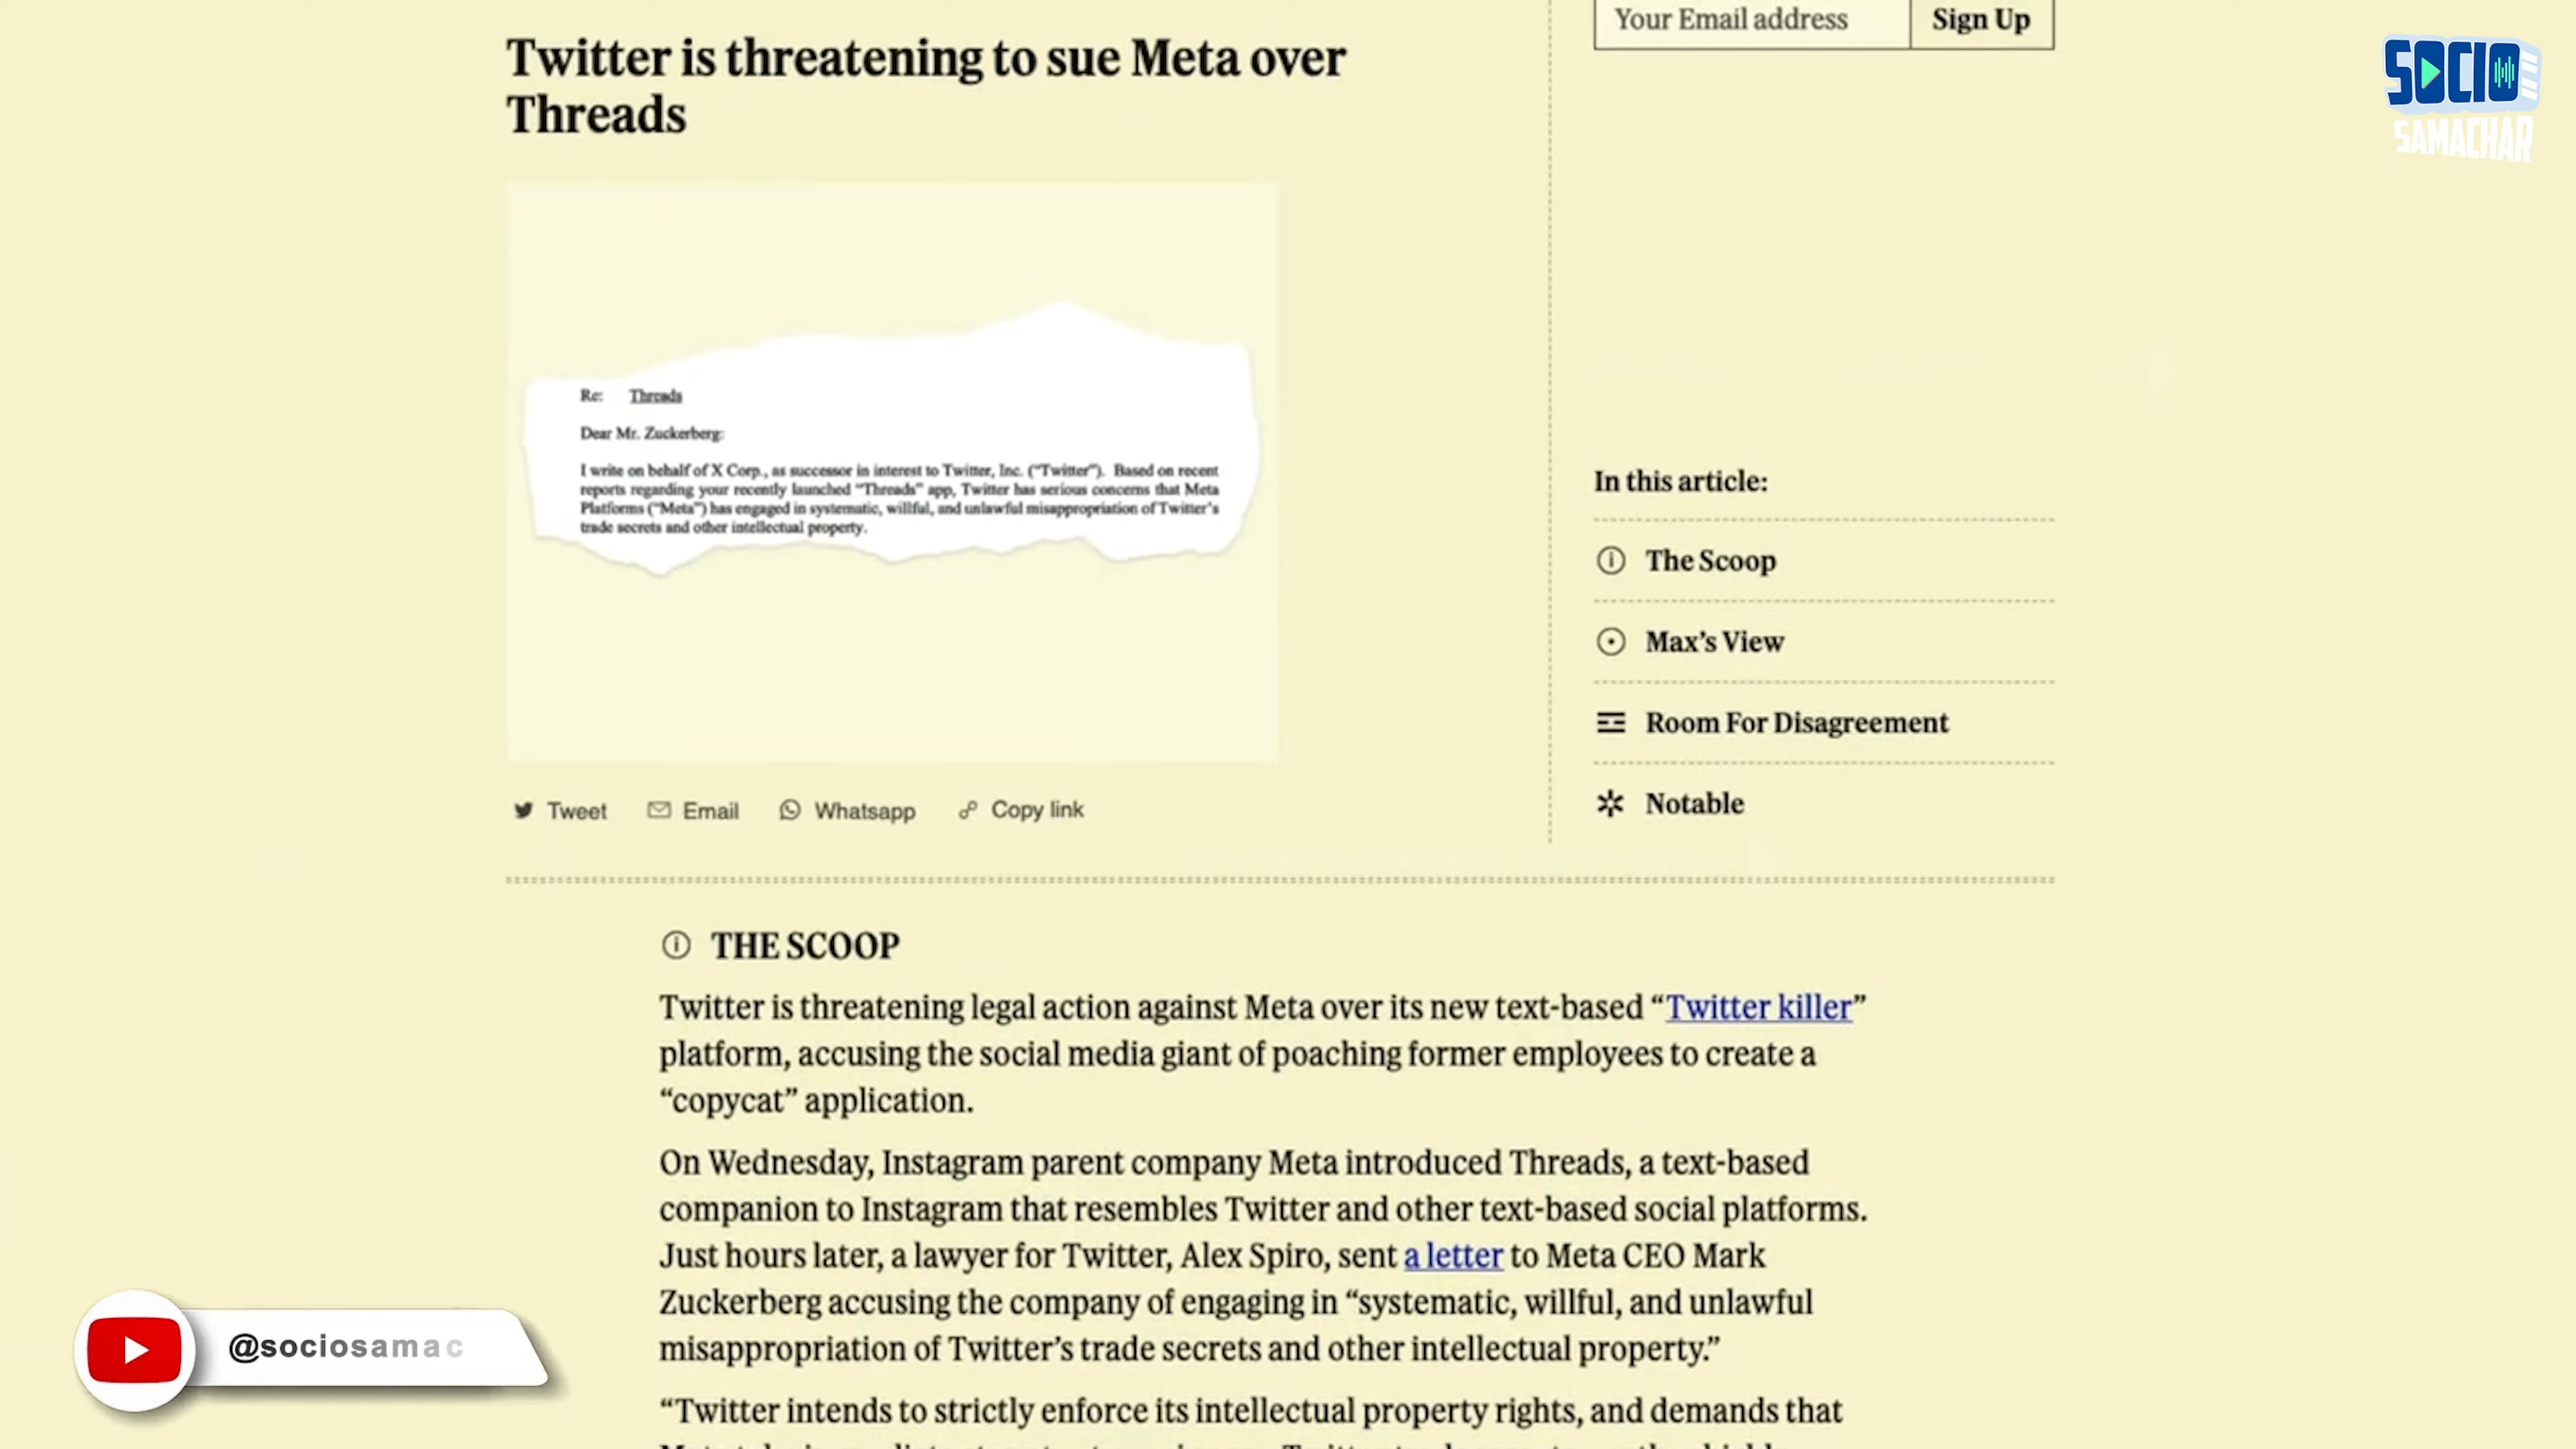 Twitter is threatening to sue Meta over
Threads
Your Email address
Sign Up
SOCIO
SAMACHAR
Re: Threads
Dear Mr. Zuckerberg:
I write on behalf of X Corp., as successor in interest to Twitter, Inc. (“Twitter”). Based on recent
reports regarding your recently launched “Threads” app, Twitter has serious concerns that Meta
Platforms (“Meta”) has engaged in systematic, willful, and unlawful misappropriation of Twitter’s
trade secrets and other intellectual property.
In this article:
The Scoop
Max’s View
Room For Disagreement
Notable
Tweet Email Whatsapp Copy link
THE SCOOP
Twitter is threatening legal action against Meta over its new text-based “Twitter killer”
platform, accusing the social media giant of poaching former employees to create a
“copycat” application.
On Wednesday, Instagram parent company Meta introduced Threads, a text-based
companion to Instagram that resembles Twitter and other text-based social platforms.
Just hours later, a lawyer for Twitter, Alex Spiro, sent a letter to Meta CEO Mark
Zuckerberg accusing the company of engaging in “systematic, willful, and unlawful
misappropriation of Twitter’s trade secrets and other intellectual property.”
“Twitter intends to strictly enforce its intellectual property rights, and demands that
@sociosamac